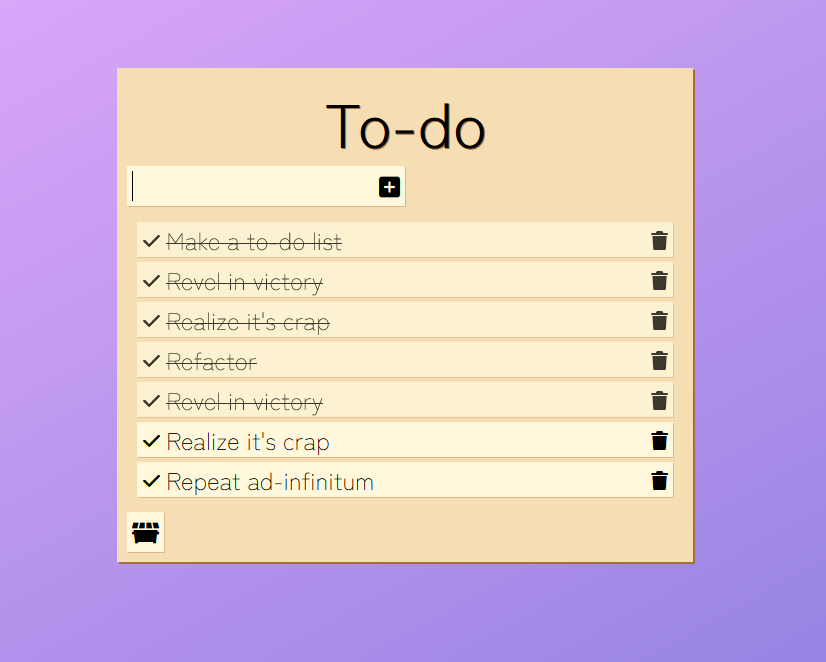 To-do
Make a to-do list
Revel in victory
Realize it's crap
Refactor
Revel in victory
Realize it's crap
Repeat ad-infinitum